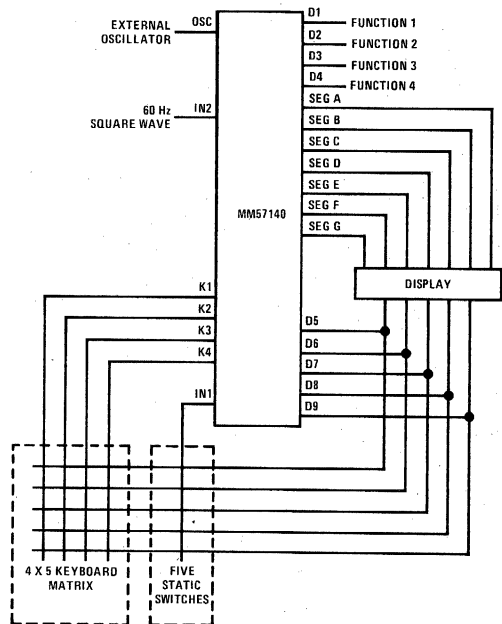 EXTERNAL
OSCILLATOR
OSC
60 Hz
SQUARE WAVE
IN2
MM57140
D1
FUNCTION 1
D2
FUNCTION 2
D3
FUNCTION 3
D4
FUNCTION 4
SEG A
SEG B
SEG C
SEG D
SEG E
SEG F
SEG G
DISPLAY
K1
K2
K3
K4
IN1
D5
D6
D7
D8
D9
4 X 5 KEYBOARD
MATRIX
FIVE
STATIC
SWITCHES